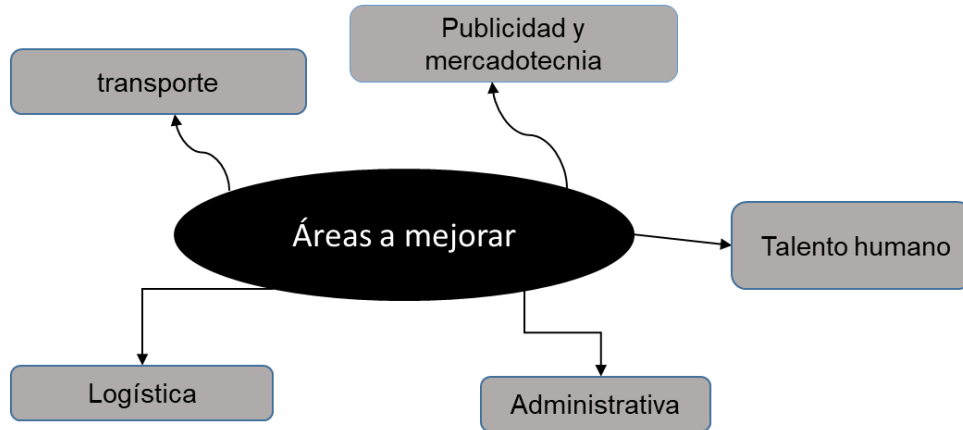 Publicidad y
mercadotecnia
transporte
Áreas a mejorar
Talento humano
Logística
Administrativa